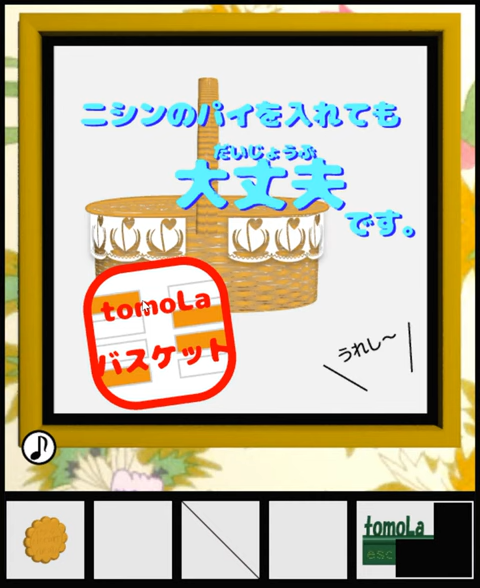 ニシンのパイを入れても
だいじょうぶ
大丈夫
です。
tomoLa
バスケット
うれし〜
tomoLa
esc